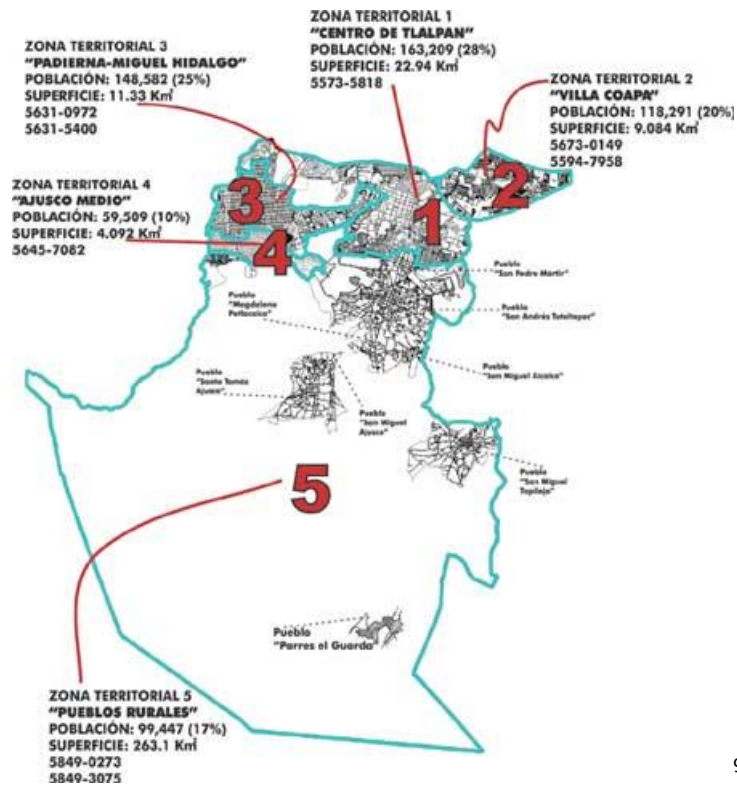 ZONA TERRITORIAL 1
"CENTRO DE TLALPAN"
POBLACIÓN: 163,209 (28%)
SUPERFICIE: 22.94 Km²
5573-5818
ZONA TERRITORIAL 3
"PADIERNA-MIGUEL HIDALGO"
POBLACIÓN: 148,582 (25%)
SUPERFICIE: 11.33 Km²
5631-0972
5631-5400
ZONA TERRITORIAL 2
"VILLA COAPA"
POBLACIÓN: 118,291 (20%)
SUPERFICIE: 9.084 Km²
5673-0149
5594-7958
ZONA TERRITORIAL 4
"AJUSCO MEDIO"
POBLACIÓN: 59,509 (10%)
SUPERFICIE: 4.092 Km²
5645-7082
3
2
1
4
Pueblo
"San Pedro Mártir"
Pueblo
"Magdalena
Petlacalco"
Pueblo
"San Andrés Totoltepec"
Pueblo
"San Miguel Xicalco"
Pueblo
"Santo Tomás
Ajusco"
Pueblo
"San Miguel
Ajusco"
Pueblo
"San Miguel
Topilejo"
5
Pueblo
"Parres el Guarda"
ZONA TERRITORIAL 5
"PUEBLOS RURALES"
POBLACIÓN: 99,447 (17%)
SUPERFICIE: 263.1 Km²
5849-0273
5849-3075